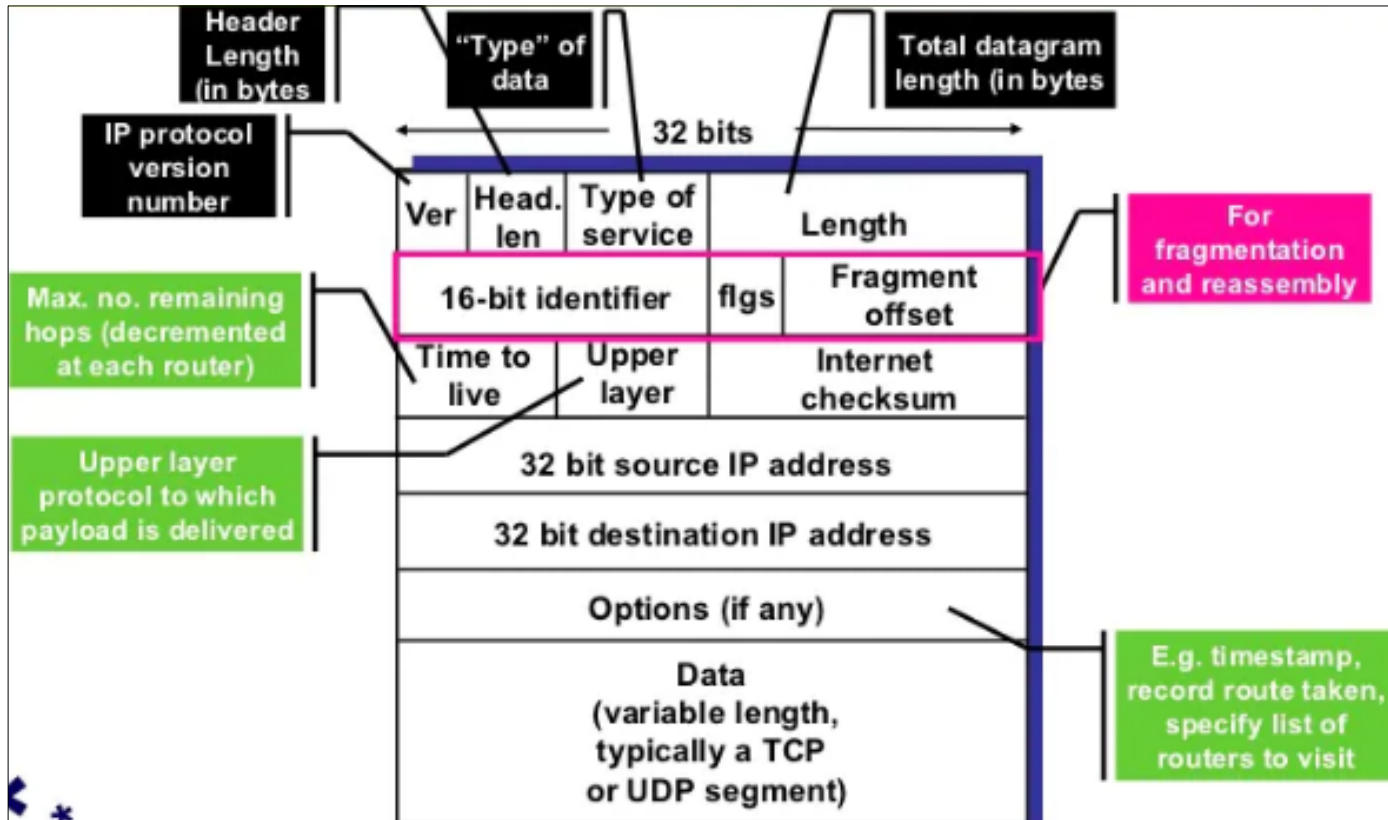 Header
Length
(in bytes
"Type" of
data
Total datagram
length (in bytes
IP protocol
version
number
32 bits
Ver
Head.
len
Type of
service
Length
For
fragmentation
and reassembly
16-bit identifier
flgs
Fragment
offset
Max. no. remaining
hops (decremented
at each router)
Time to
live
Upper
layer
Internet
checksum
Upper layer
protocol to which
payload is delivered
32 bit source IP address
32 bit destination IP address
Options (if any)
E.g. timestamp,
record route taken,
specify list of
routers to visit
Data
(variable length,
typically a TCP
or UDP segment)